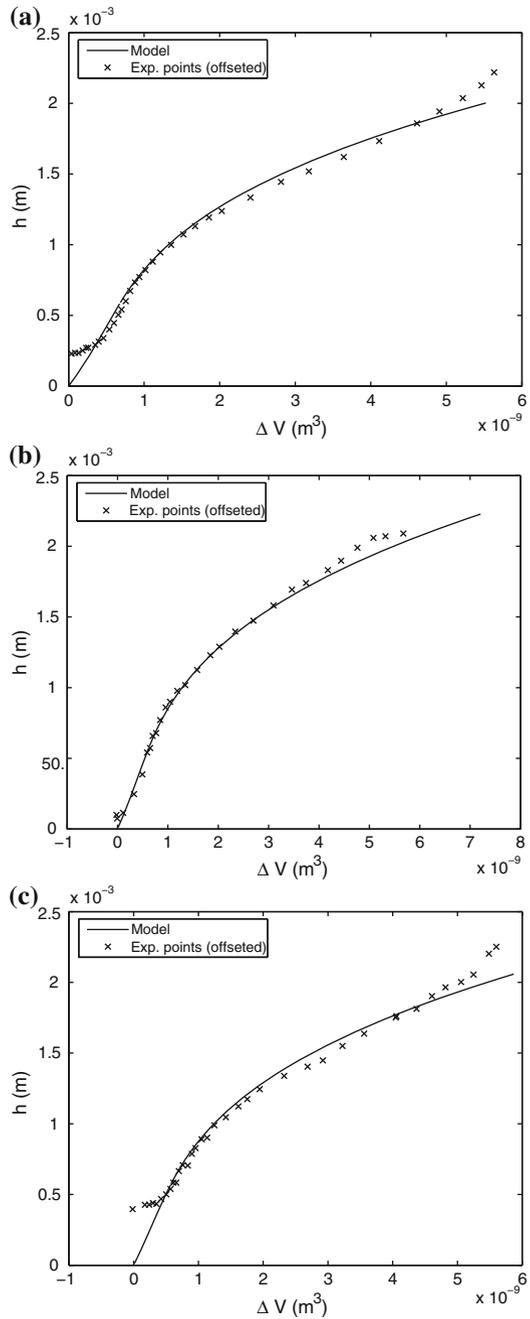 (a)
x 10⁻³
2.5
Model
Exp. points (offseted)
2
1.5
h (m)
1
0.5
0
0 1 2 3 4 5 6
Δ V (m³)
x 10⁻⁹
(b)
x 10⁻³
2.5
Model
Exp. points (offseted)
2
1.5
h (m)
1
50.
0
−1 0 1 2 3 4 5 6 7 8
Δ V (m³)
x 10⁻⁹
(c)
x 10⁻³
2.5
Model
Exp. points (offseted)
2
1.5
h (m)
1
0.5
0
−1 0 1 2 3 4 5 6
Δ V (m³)
x 10⁻⁹